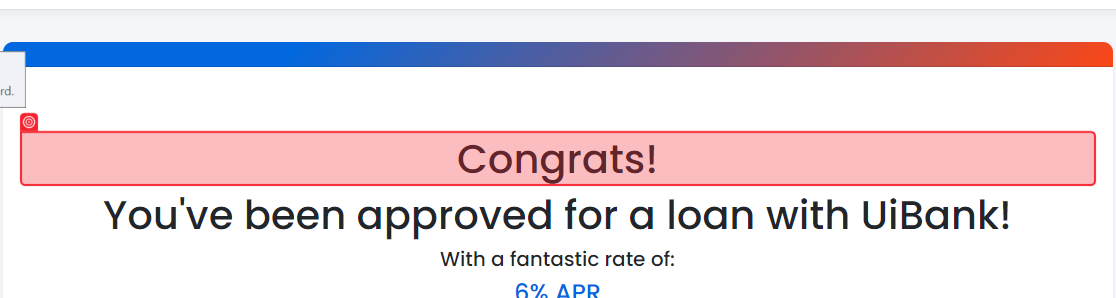 rd.
Congrats!
You've been approved for a loan with UiBank!
With a fantastic rate of:
6% APR